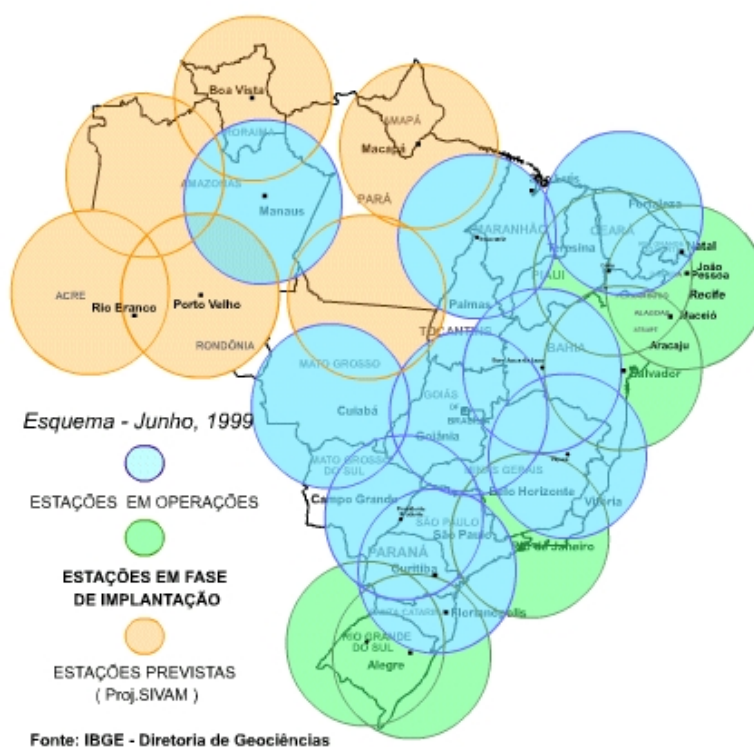 Boa Vista
RORAIMA
AMAPÁ
Macapá
AMAZONAS
Manaus
PARÁ
MARANHÃO
Fortaleza
CEARÁ
Teresina
Natal
PIAUI
João
Pessoa
ACRE
Porto Velho
Rio Branco
Palmas
Recife
Maceió
ALAGOAS
TOCANTINS
RONDÔNIA
Aracaju
BAHIA
MATO GROSSO
Salvador
GOIÁS
DF
Cuiabá
BRASÍLIA
Goiânia
Esquema - Junho, 1999
MATO GROSSO
DO SUL
MINAS GERAIS
Belo Horizonte
Vitória
ESTAÇÕES EM OPERAÇÕES
Campo Grande
SÃO PAULO
São Paulo
Rio de Janeiro
PARANÁ
Curitiba
ESTAÇÕES EM FASE
DE IMPLANTAÇÃO
SANTA CATARINA
Florianópolis
RIO GRANDE
DO SUL
Alegre
ESTAÇÕES PREVISTAS
( Proj.SIVAM )
Fonte: IBGE - Diretoria de Geociências